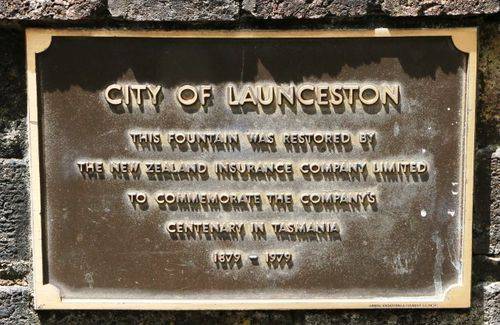 CITY OF LAUNCESTON
THIS FOUNTAIN WAS RESTORED BY
THE NEW ZEALAND INSURANCE COMPANY LIMITED
TO COMMEMORATE THE COMPANY'S
CENTENARY IN TASMANIA
1879 - 1979